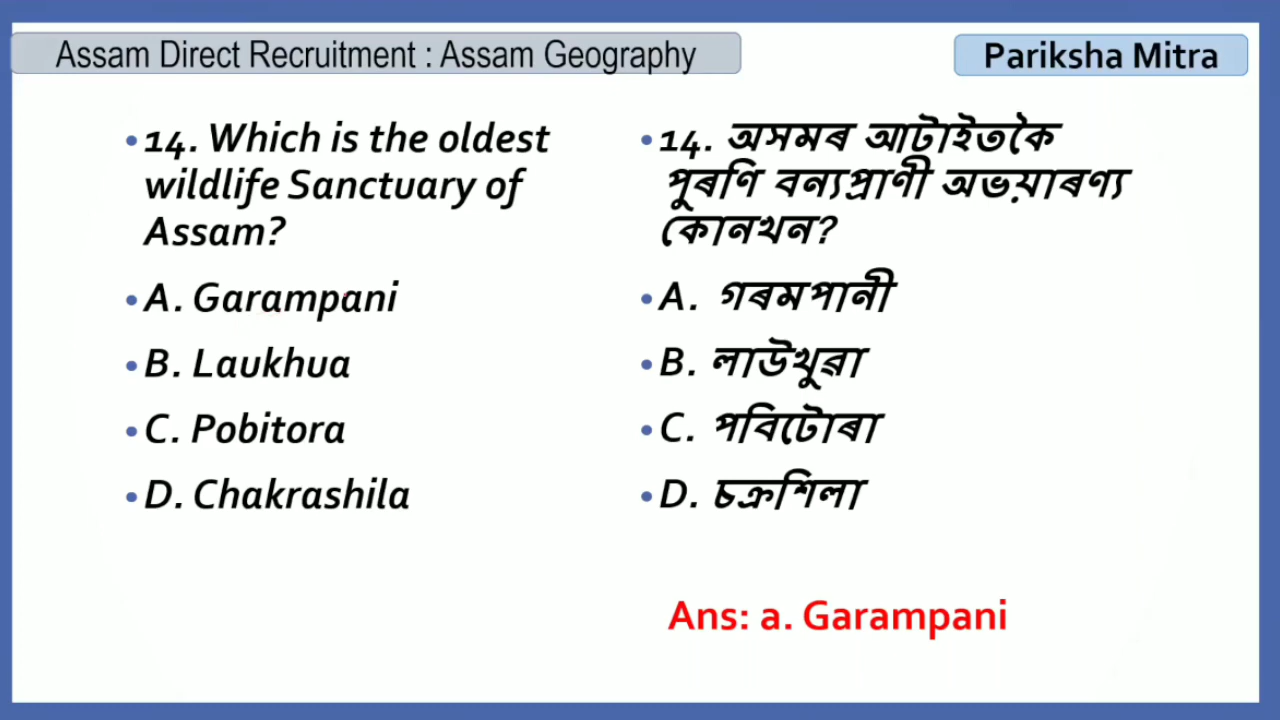 Assam Direct Recruitment : Assam Geography
Pariksha Mitra
• 14. Which is the oldest
wildlife Sanctuary of
Assam?
• A. Garampani
• B. Laukhua
• C. Pobitora
• D. Chakrashila
• 14. অসমৰ আটাইতকৈ
পুৰণি বন্যপ্ৰাণী অভয়াৰণ্য
কোনখন?
• A. গৰমপানী
• B. লাউখুৱা
• C. পবিটোৰা
• D. চক্ৰশিলা
Ans: a. Garampani